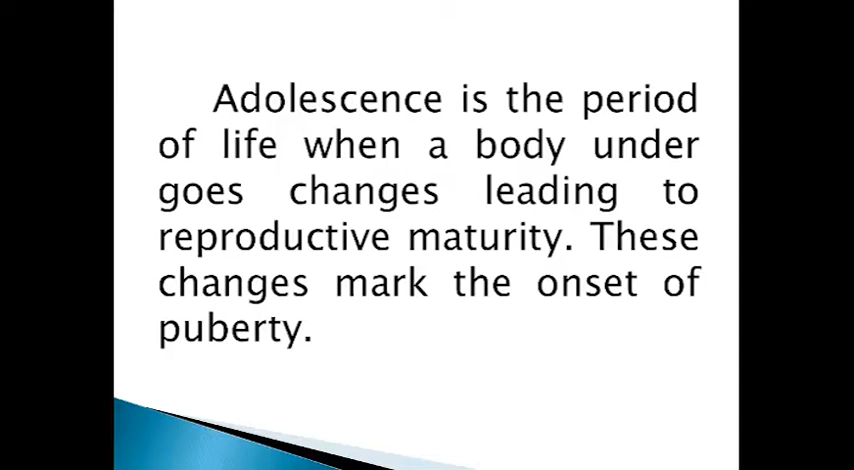 Adolescence is the period
of life when a body under
goes changes leading to
reproductive maturity. These
changes mark the onset of
puberty.